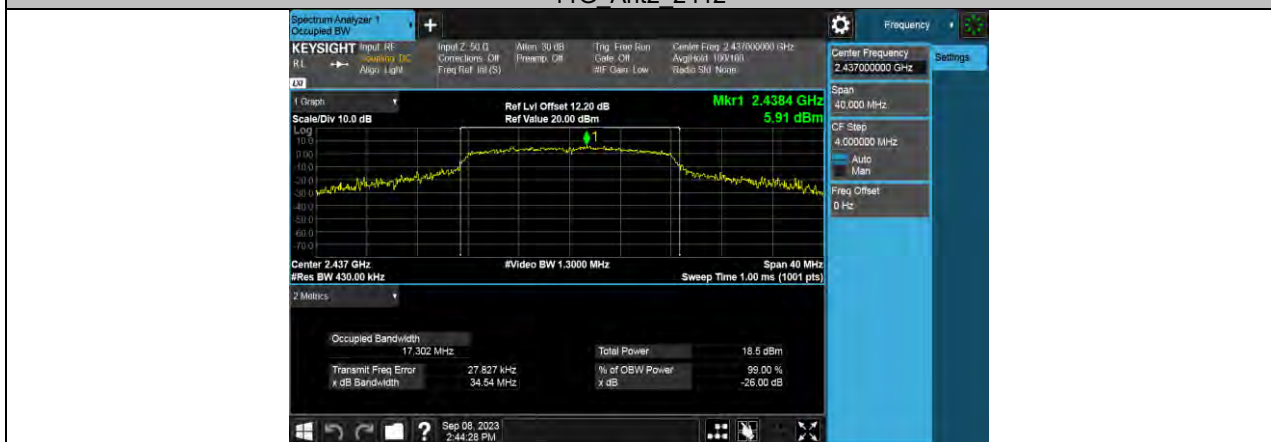 11G_Ant2_2412
Spectrum Analyzer 1
Occupied BW
+
Frequency
KEYSIGHT
Input: RF
Coupling: DC
Align: Light
RL
LXI
Input Z: 50 Ω
Corrections: Off
Freq Ref: Int (S)
Atten: 30 dB
Preamp: Off
Trig: Free Run
Gate: Off
#IF Gain: Low
Center Freq: 2.437000000 GHz
Avg|Hold: 100/100
Radio Std: None
Center Frequency
2.437000000 GHz
Settings
Span
40.000 MHz
CF Step
4.000000 MHz
Auto
Man
Freq Offset
0 Hz
1 Graph
Scale/Div 10.0 dB
Ref Lvl Offset 12.20 dB
Ref Value 20.00 dBm
Mkr1 2.4384 GHz
5.91 dBm
Log
10.0
0.00
-10.0
-20.0
-30.0
-40.0
-50.0
-60.0
-70.0
1
Center 2.437 GHz
#Video BW 1.3000 MHz
Span 40 MHz
#Res BW 430.00 kHz
Sweep Time 1.00 ms (1001 pts)
2 Metrics
Occupied Bandwidth
17.302 MHz
Total Power 18.5 dBm
Transmit Freq Error 27.827 kHz
% of OBW Power 99.00 %
x dB Bandwidth 34.54 MHz
x dB -26.00 dB
?
Sep 08, 2023
2:44:28 PM